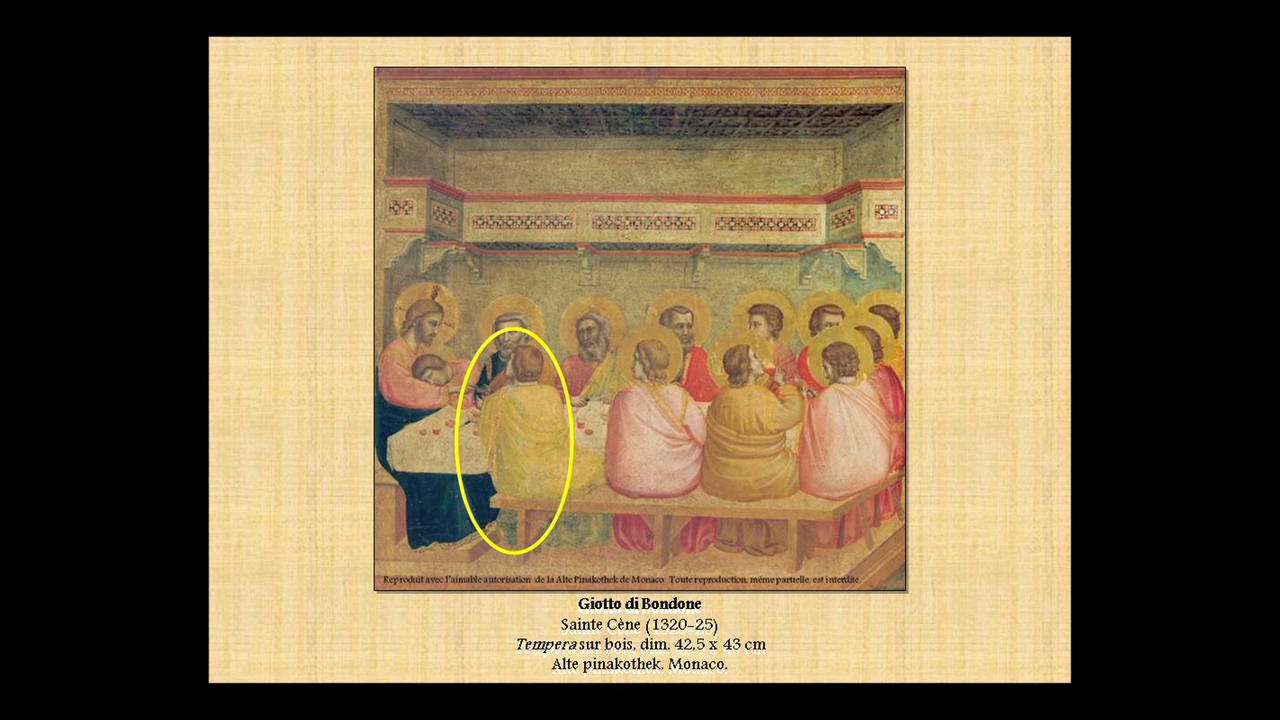 Reproduit avec l'aimable autorisation de la Alte Pinakothek de Monaco. Toute reproduction, même partielle, est interdite.
Giotto di Bondone
Sainte Cène (1320-25)
Tempera sur bois, dim. 42,5 x 43 cm
Alte pinakothek, Monaco.